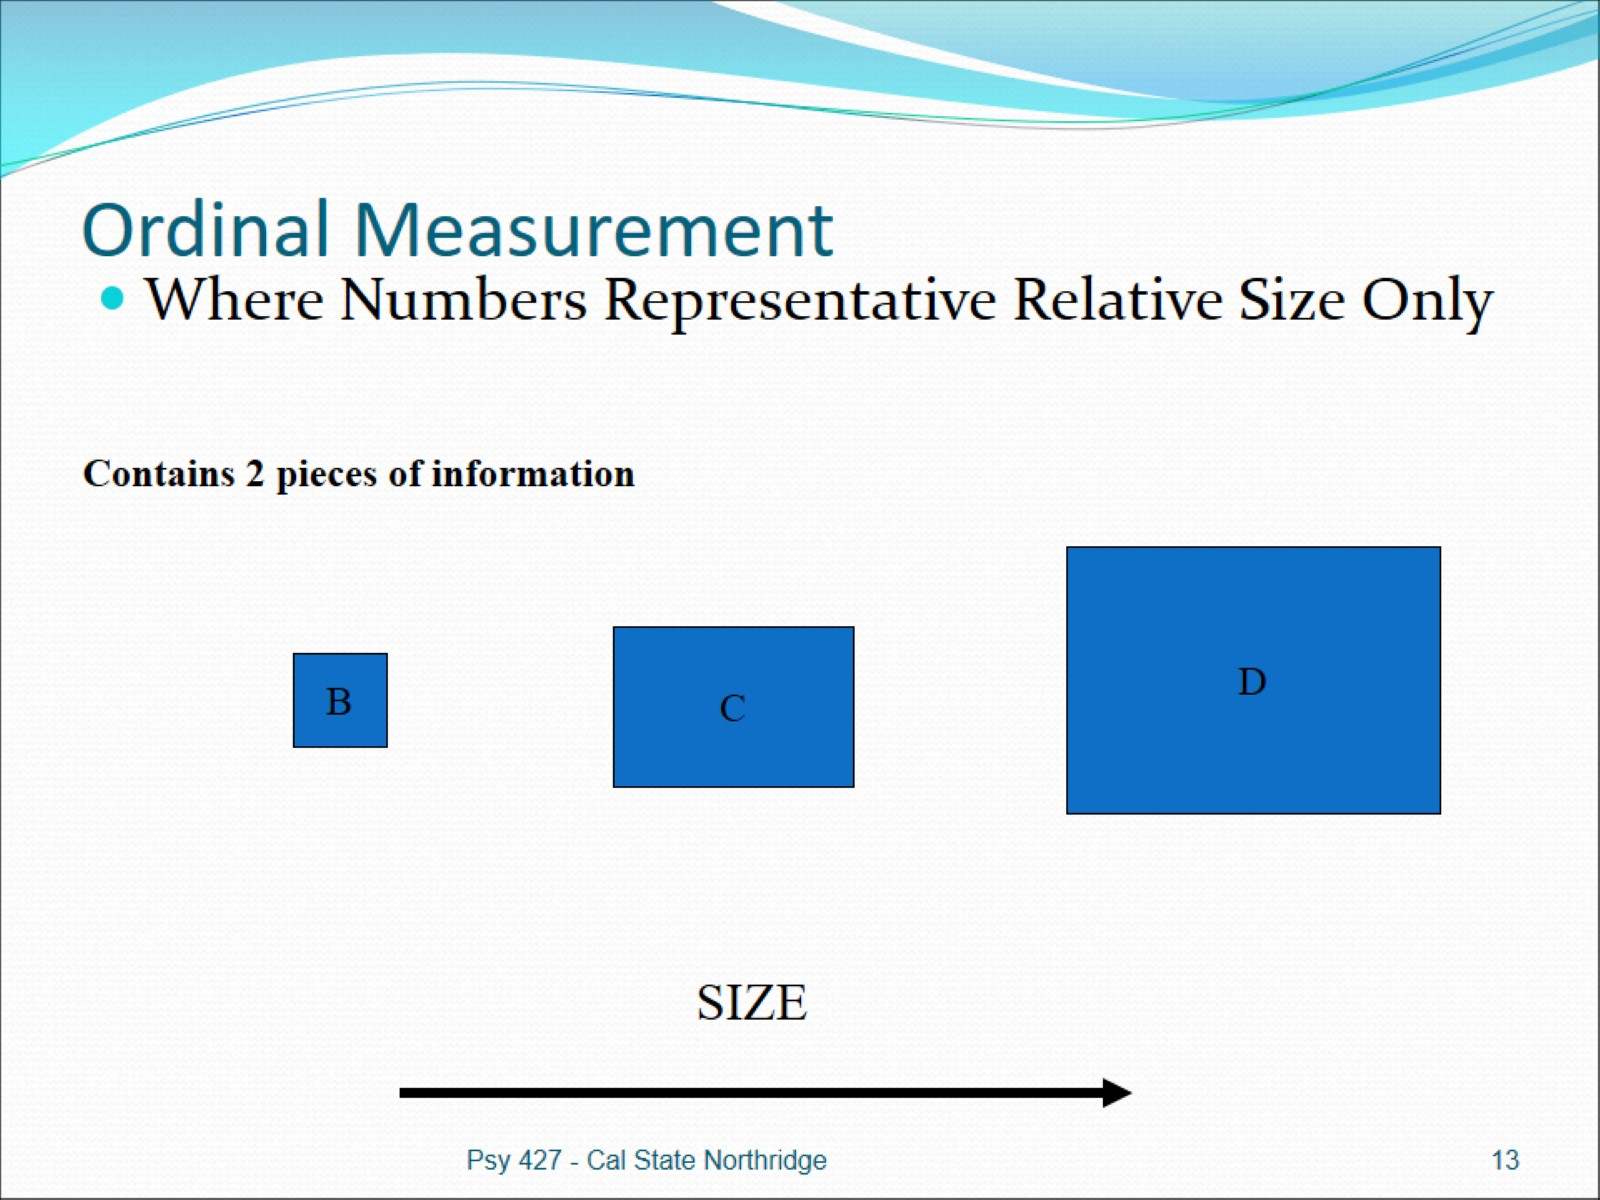 Ordinal Measurement
Where Numbers Representative Relative Size Only
Contains 2 pieces of information
B
C
D
SIZE
Psy 427 - Cal State Northridge
13